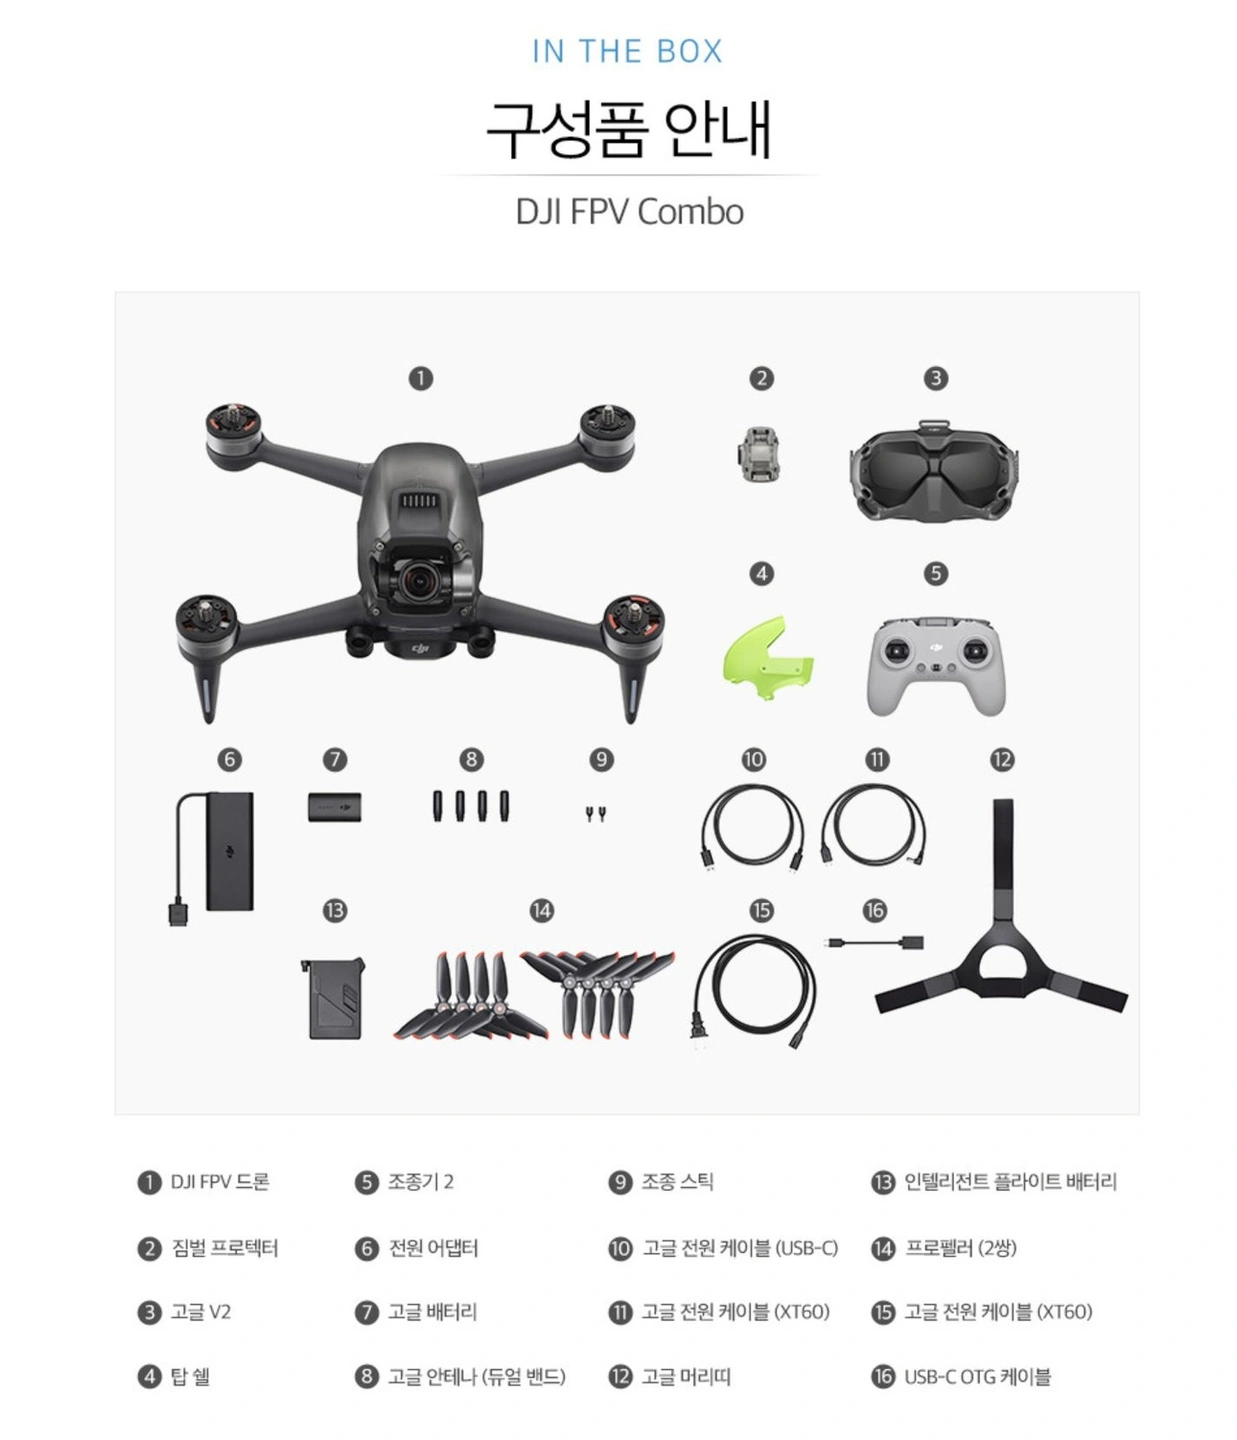 IN THE BOX
구성품 안내
DJI FPV Combo
1
2
3
4
5
6
7
8
9
10
11
12
13
14
15
16
1 DJI FPV 드론
5 조종기 2
9 조종 스틱
13 인텔리전트 플라이트 배터리
2 짐벌 프로텍터
6 전원 어댑터
10 고글 전원 케이블 (USB-C)
14 프로펠러 (2쌍)
3 고글 V2
7 고글 배터리
11 고글 전원 케이블 (XT60)
15 고글 전원 케이블 (XT60)
4 탑 쉘
8 고글 안테나 (듀얼 밴드)
12 고글 머리띠
16 USB-C OTG 케이블